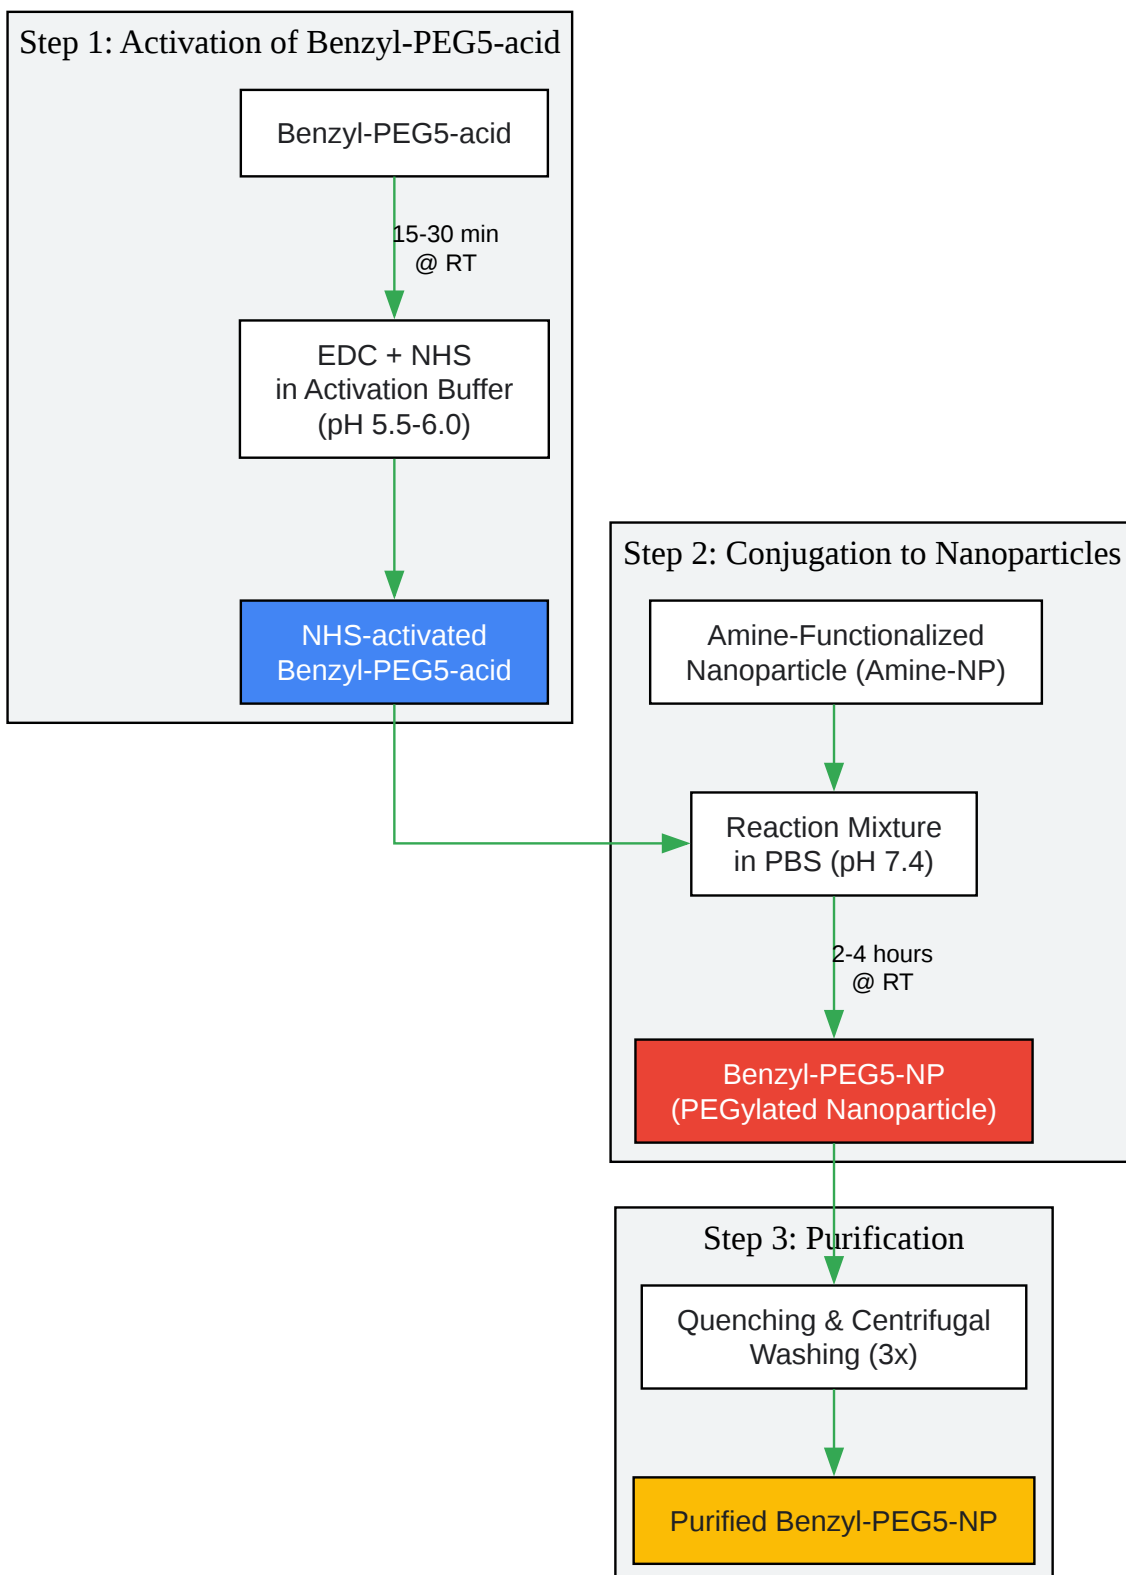 Step 1: Activation of Benzyl-PEG5-acid
Benzyl-PEG5-acid
15-30 min
@ RT
EDC + NHS
in Activation Buffer
(pH 5.5-6.0)
NHS-activated
Benzyl-PEG5-acid
Step 2: Conjugation to Nanoparticles
Amine-Functionalized
Nanoparticle (Amine-NP)
Reaction Mixture
in PBS (pH 7.4)
2-4 hours
@ RT
Benzyl-PEG5-NP
(PEGylated Nanoparticle)
Step 3: Purification
Quenching & Centrifugal
Washing (3x)
Purified Benzyl-PEG5-NP